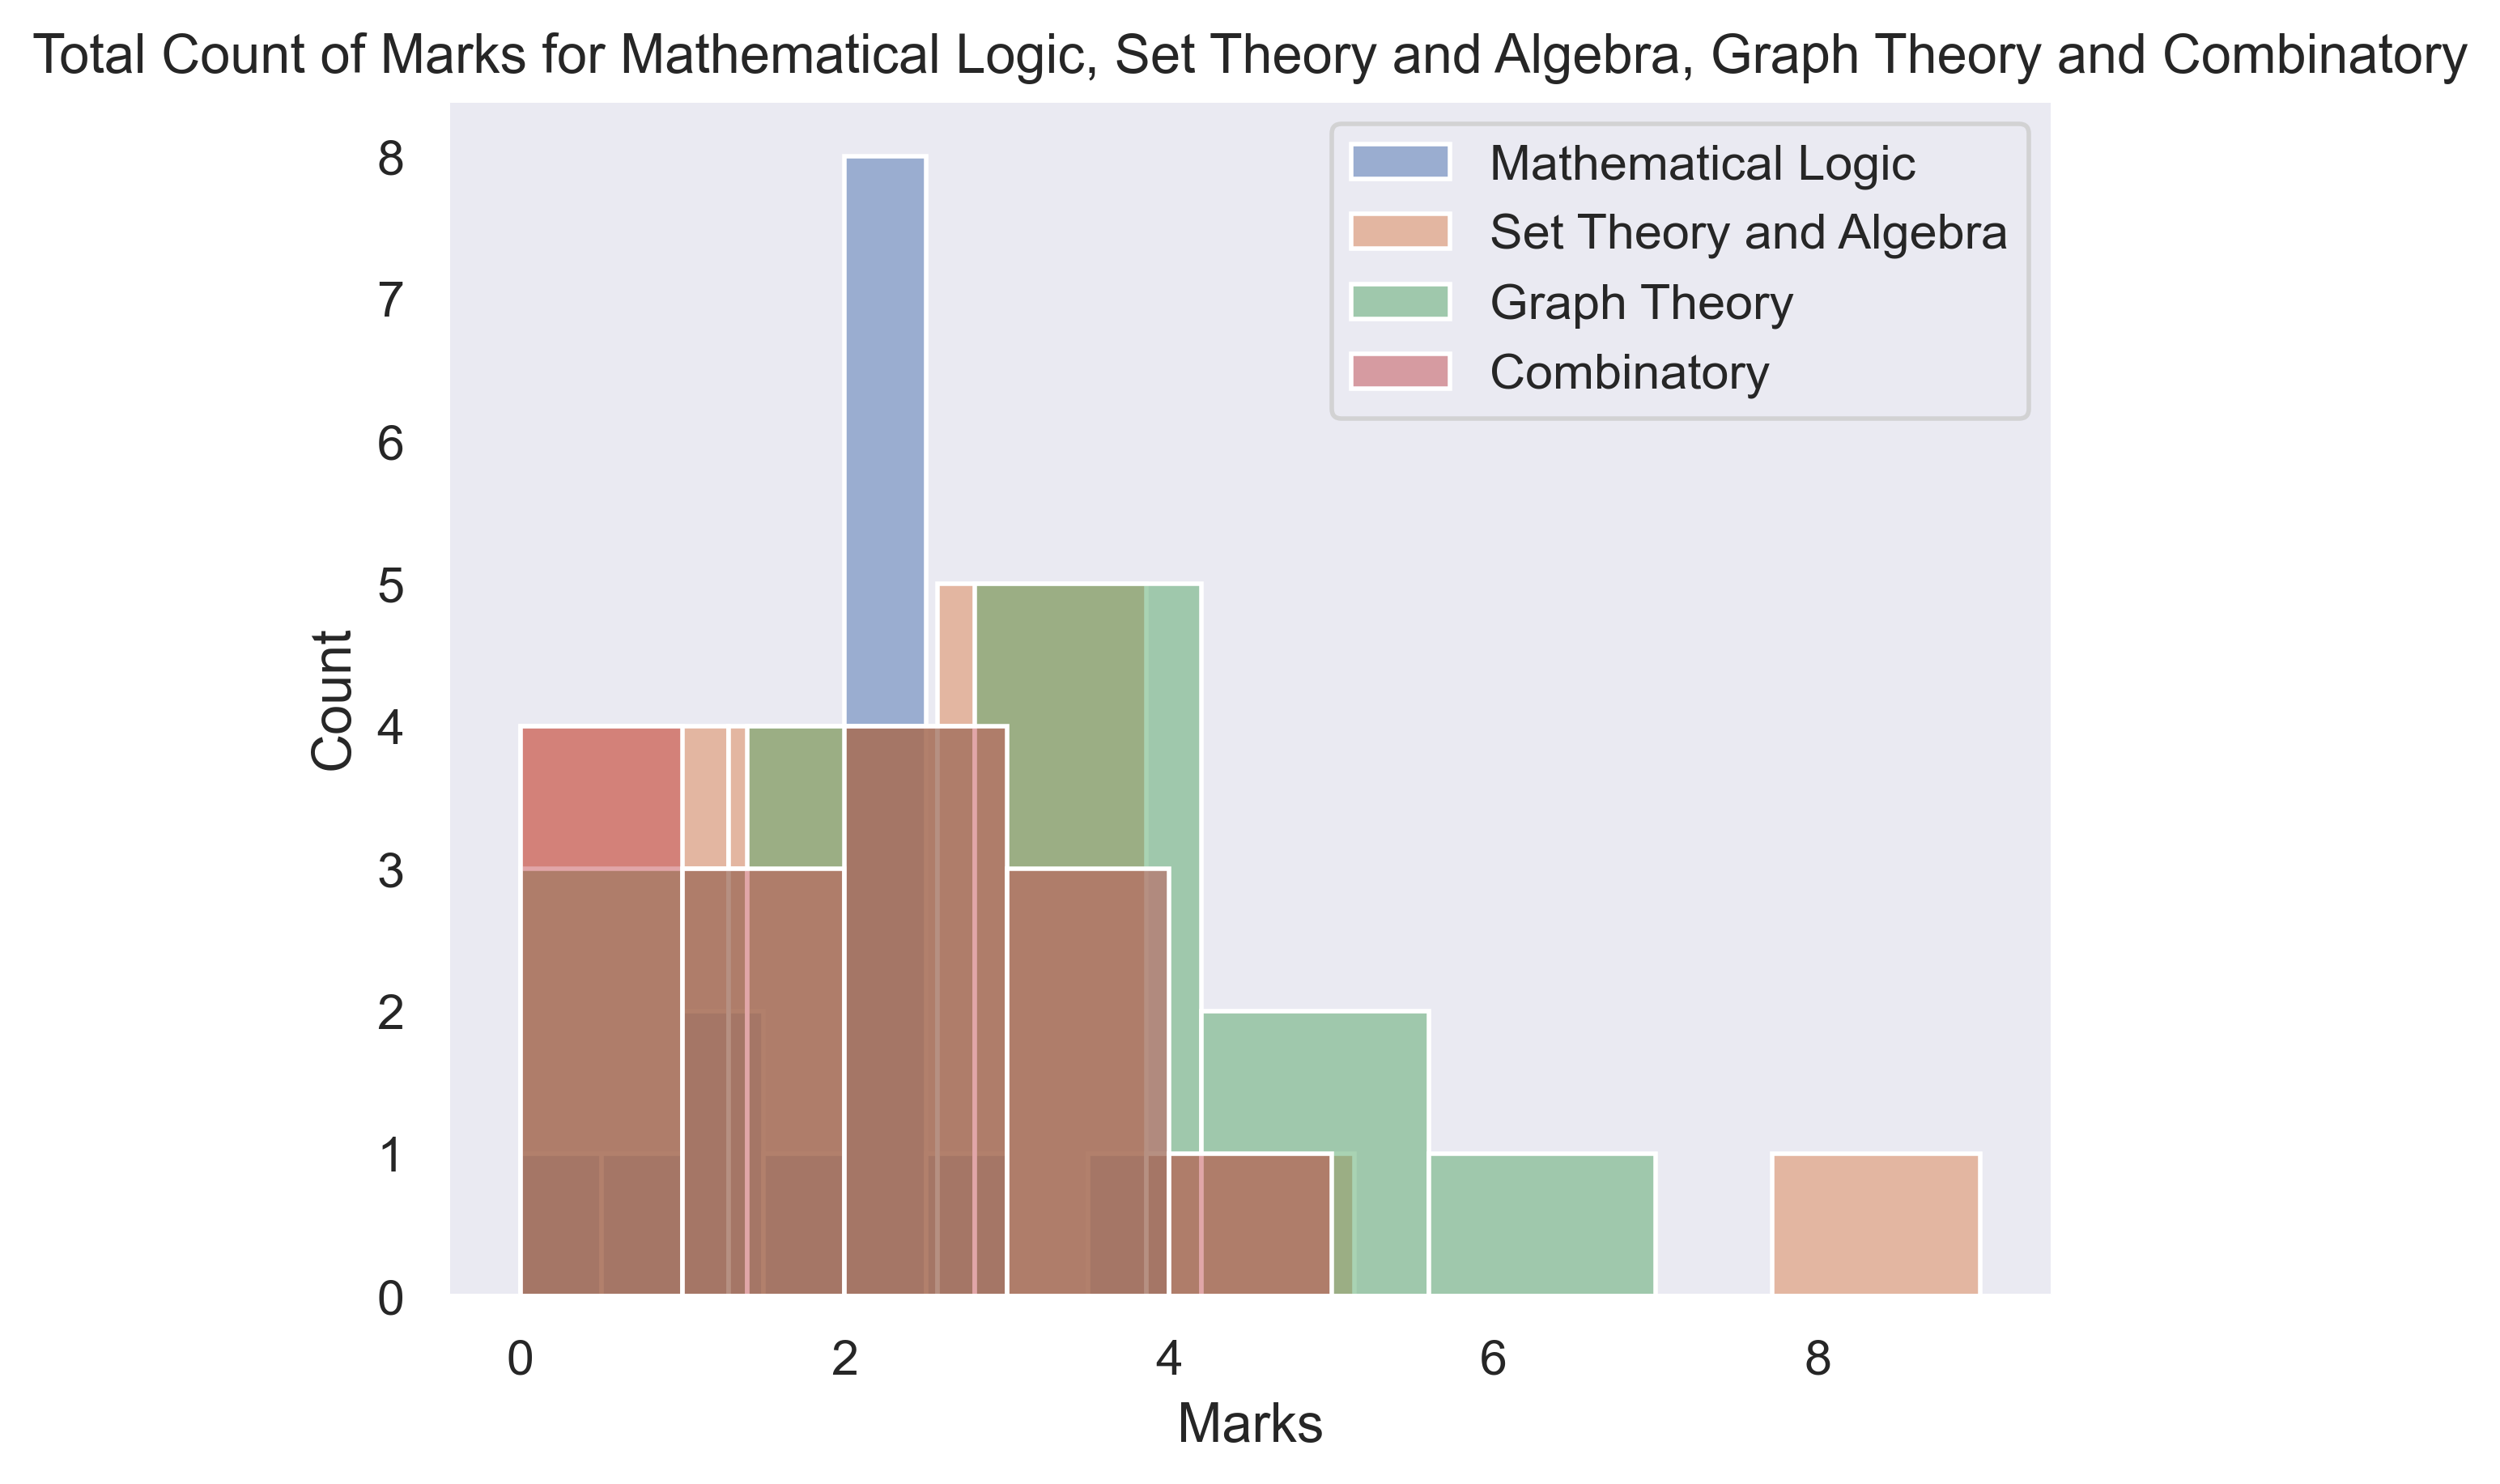 Total Count of Marks for Mathematical Logic, Set Theory and Algebra, Graph Theory and Combinatory
Mathematical Logic
Set Theory and Algebra
Graph Theory
Combinatory
8
7
6
5
4
3
2
1
0
Count
0 2 4 6 8
Marks